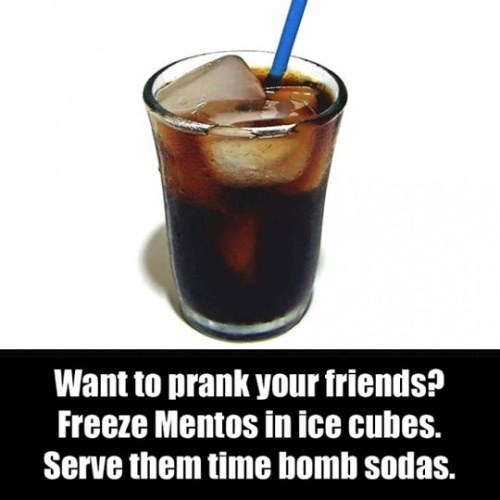 Want to prank your friends?
Freeze Mentos in ice cubes.
Serve them time bomb sodas.